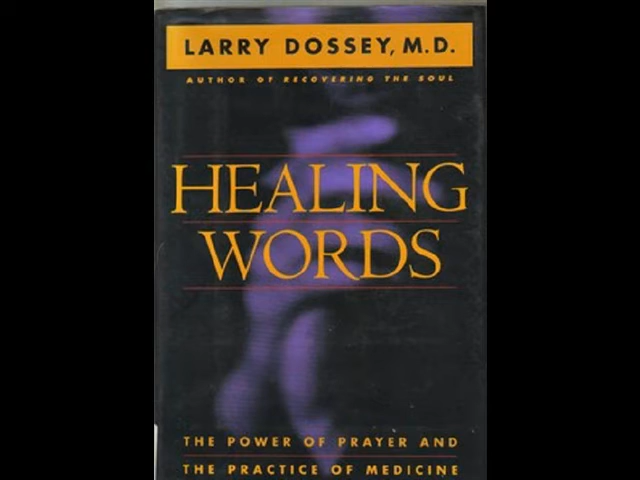 LARRY DOSSEY, M.D.
AUTHOR OF RECOVERING THE SOUL
HEALING
WORDS
THE POWER OF PRAYER AND
THE PRACTICE OF MEDICINE